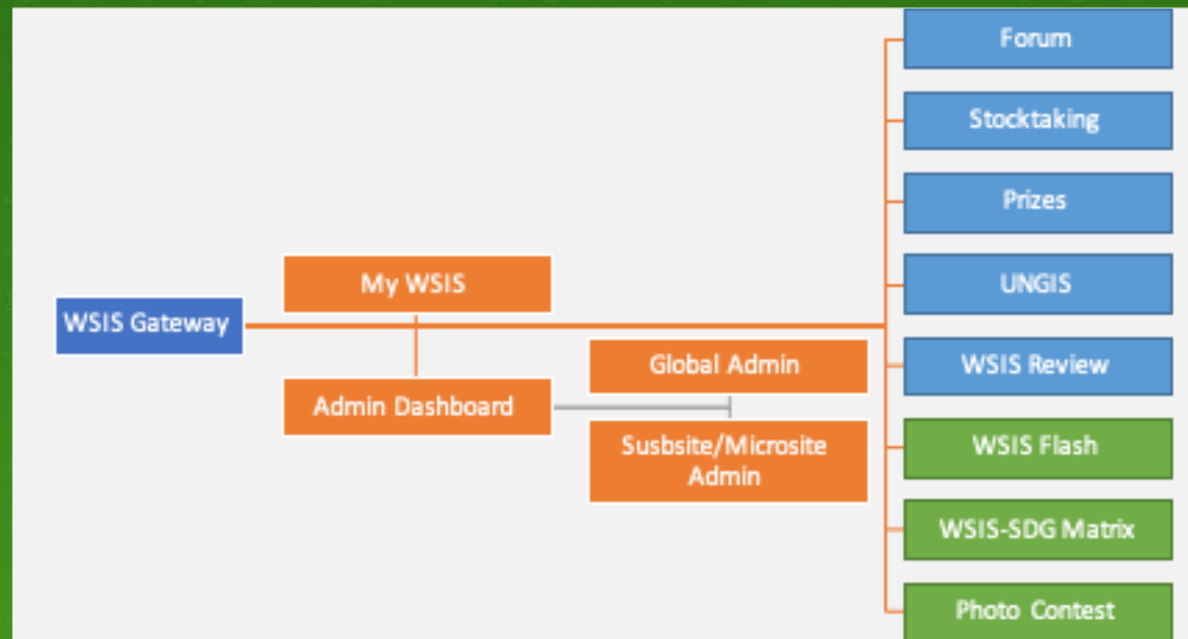 Forum
Stocktaking
Prizes
UNGIS
My WSIS
WSIS Gateway
WSIS Review
Global Admin
Admin Dashboard
Susbsite/Microsite
Admin
WSIS Flash
WSIS-SDG Matrix
Photo Contest